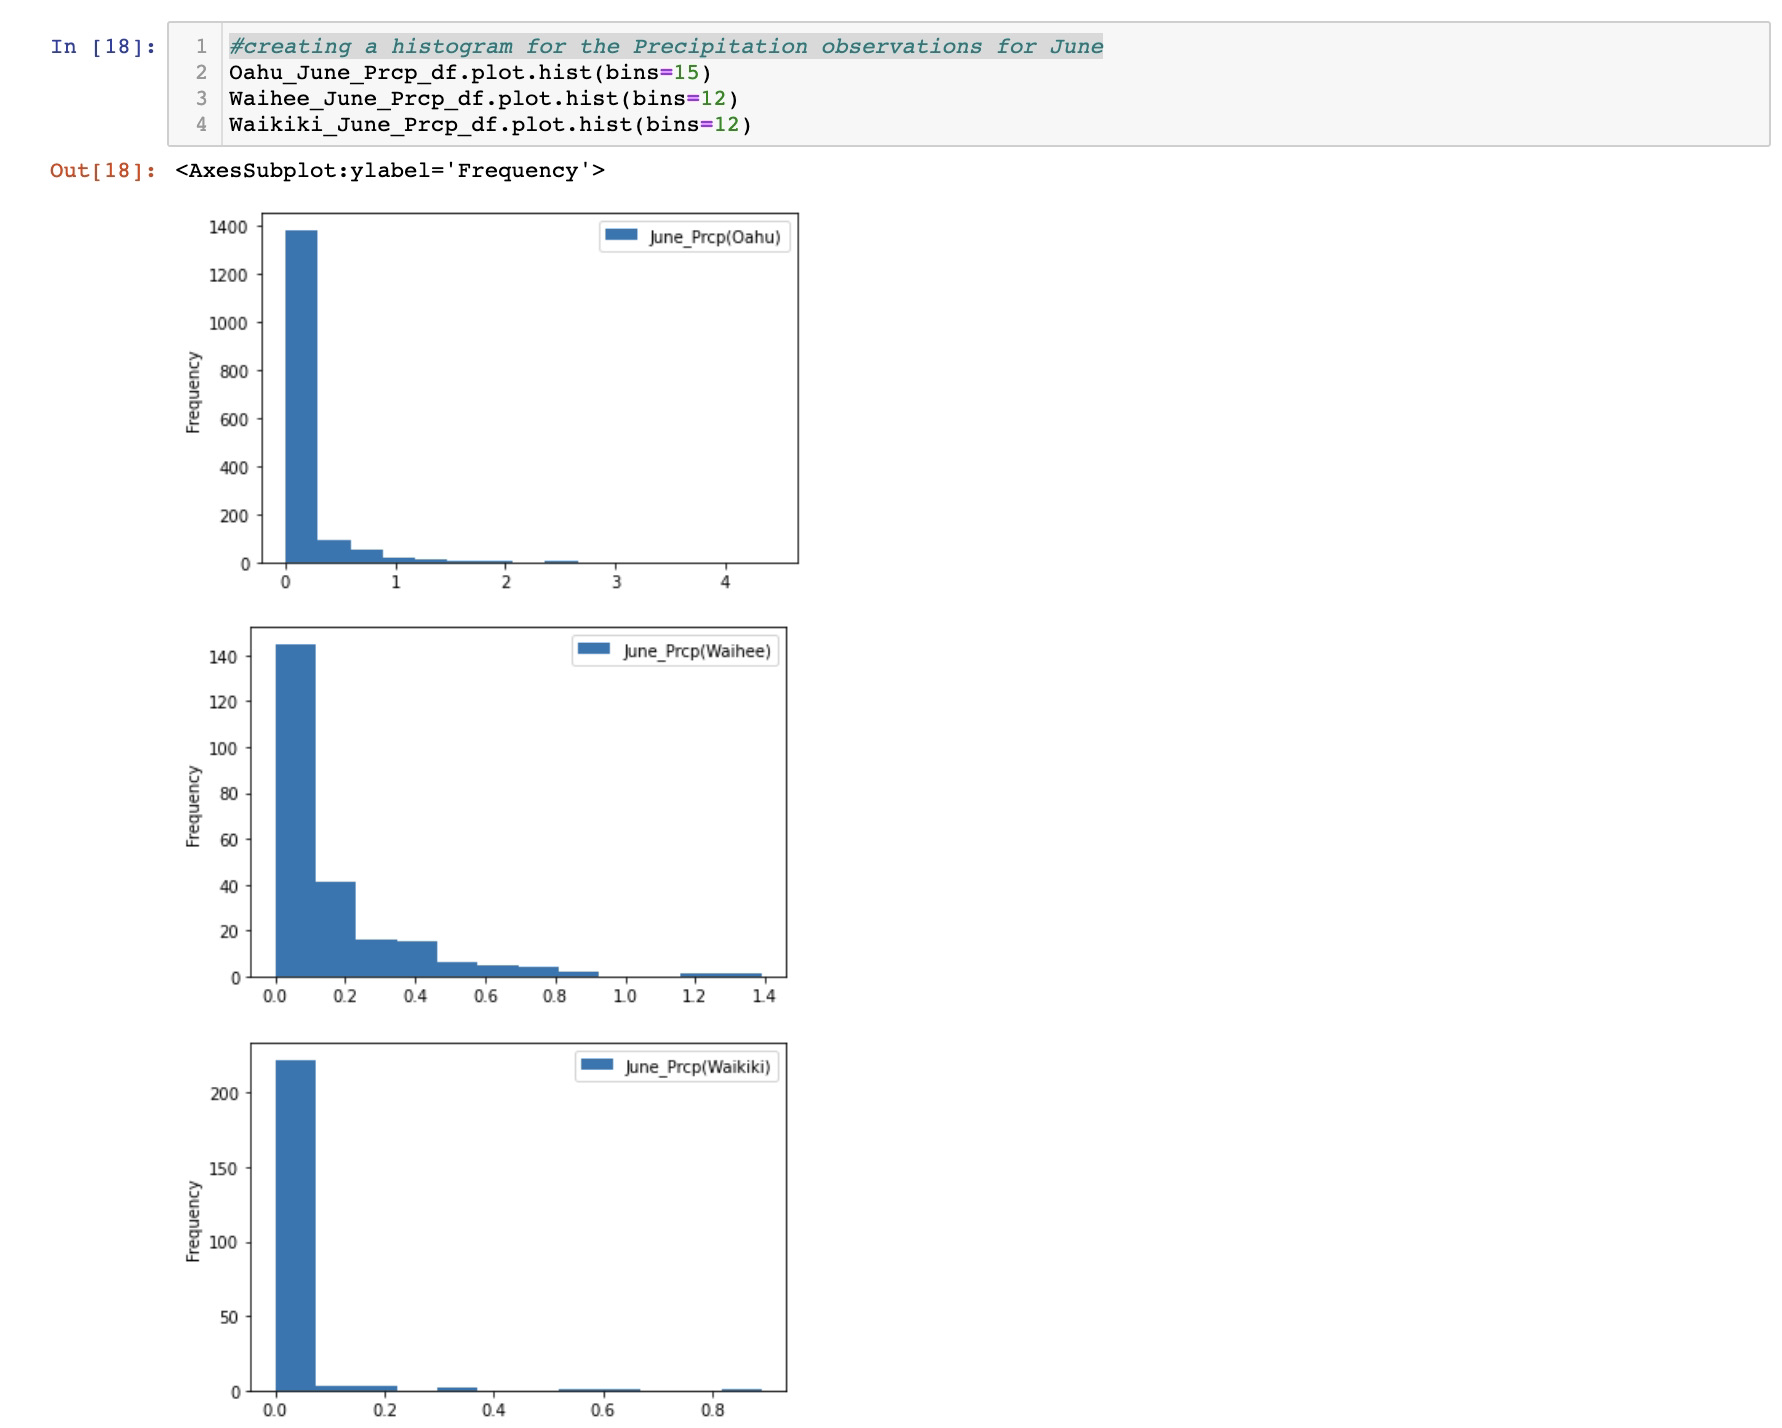 In [18]:
1 #creating a histogram for the Precipitation observations for June
2 Oahu_June_Prcp_df.plot.hist(bins=15)
3 Waihee_June_Prcp_df.plot.hist(bins=12)
4 Waikiki_June_Prcp_df.plot.hist(bins=12)
Out[18]: <AxesSubplot:ylabel='Frequency'>
June_Prcp(Oahu)
1400
1200
1000
800
600
400
200
0
Frequency
0 1 2 3 4
June_Prcp(Waihee)
140
120
100
80
60
40
20
0
Frequency
0.0 0.2 0.4 0.6 0.8 1.0 1.2 1.4
June_Prcp(Waikiki)
200
150
100
50
0
Frequency
0.0 0.2 0.4 0.6 0.8